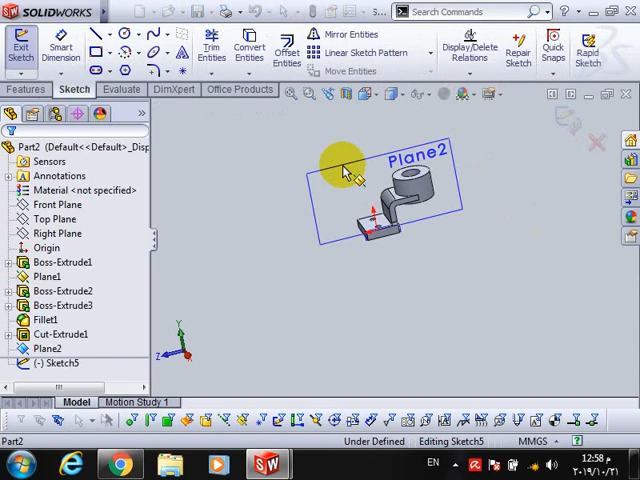 SOLIDWORKS
S...
Search Commands
Exit Sketch
Smart Dimension
Trim Entities
Convert Entities
Offset Entities
Mirror Entities
Linear Sketch Pattern
Move Entities
Display/Delete Relations
Repair Sketch
Quick Snaps
Rapid Sketch
Features
Sketch
Evaluate
DimXpert
Office Products
Part2 (Default<<Default>_Disp
Sensors
Annotations
Material <not specified>
Front Plane
Top Plane
Right Plane
Origin
Boss-Extrude1
Plane1
Boss-Extrude2
Boss-Extrude3
Fillet1
Cut-Extrude1
Plane2
(-) Sketch5
Plane2
Y
Z
X
Model
Motion Study 1
Part2
Under Defined
Editing Sketch5
MMGS
EN
12:58 م
٢٠١٩/١٠/٢١